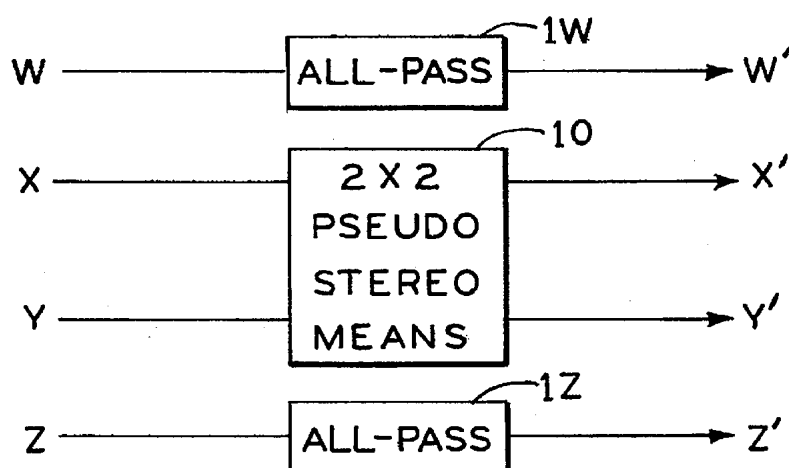 1W
W ALL-PASS W′
10
X 2 X 2 X′
PSEUDO
STEREO
Y MEANS Y′
1Z
Z ALL-PASS Z′